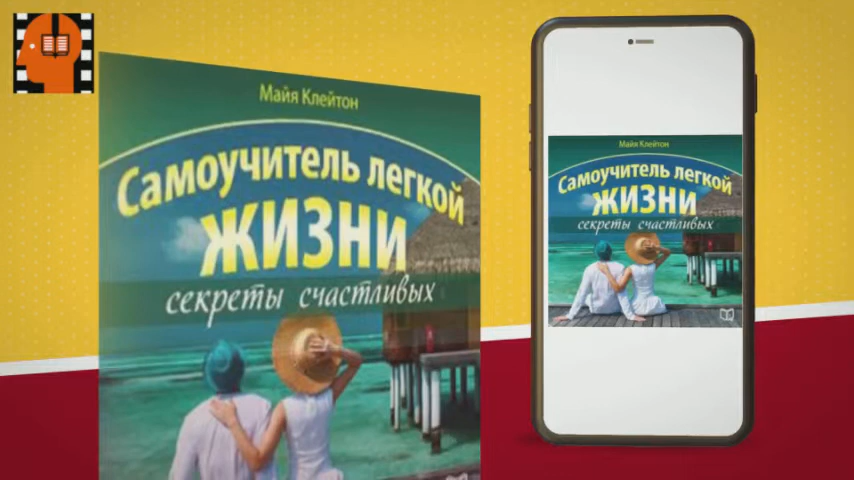 Майя Клейтон
Самоучитель легкой
жизни
секреты счастливых
Майя Клейтон
Самоучитель легкой
жизни
секреты счастливых